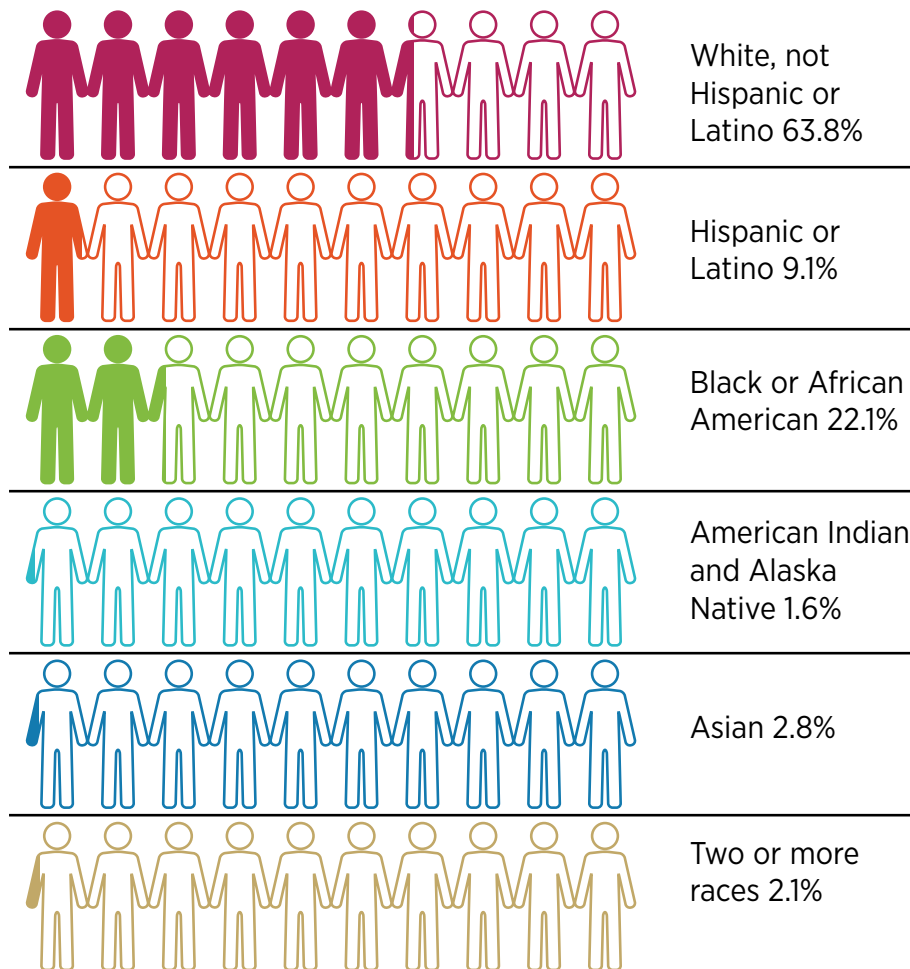 White, not
Hispanic or
Latino 63.8%
Hispanic or
Latino 9.1%
Black or African
American 22.1%
American Indian
and Alaska
Native 1.6%
Asian 2.8%
Two or more
races 2.1%